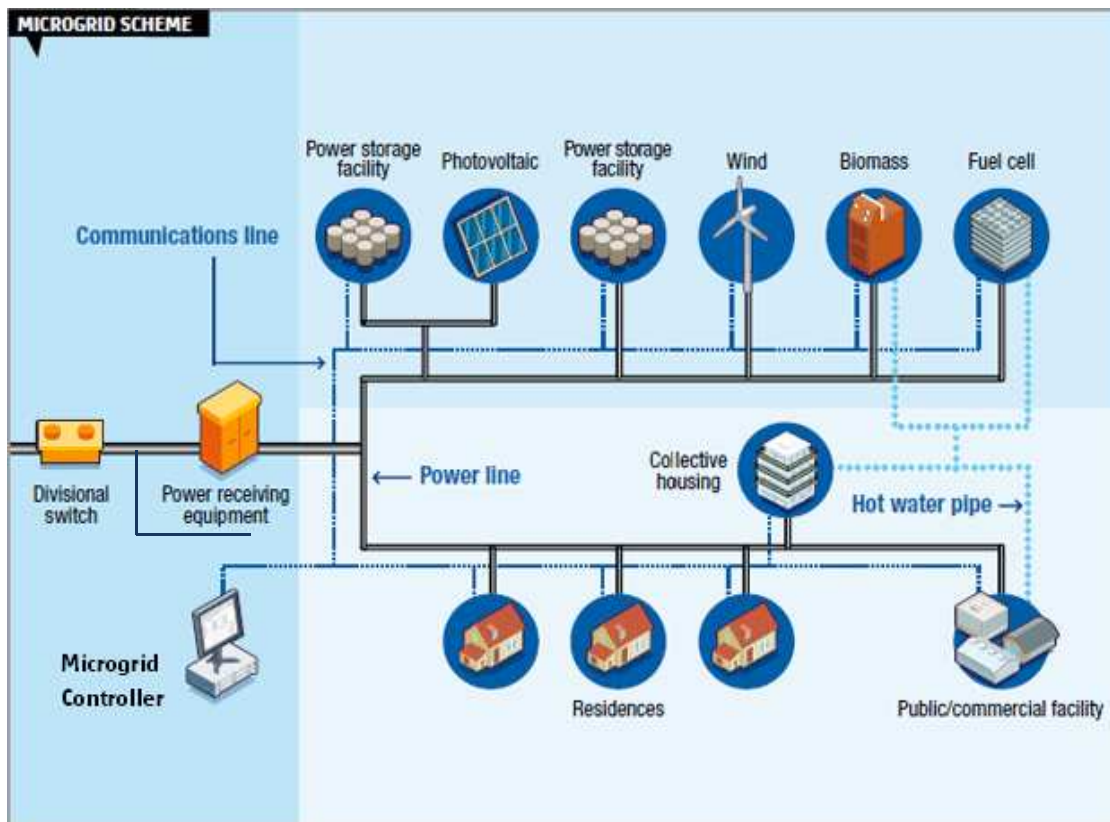 MICROGRID SCHEME
Power storage
facility
Photovoltaic
Power storage
facility
Wind
Biomass
Fuel cell
Communications line
Divisional
switch
Power receiving
equipment
Power line
Collective
housing
Hot water pipe
Microgrid
Controller
Residences
Public/commercial facility